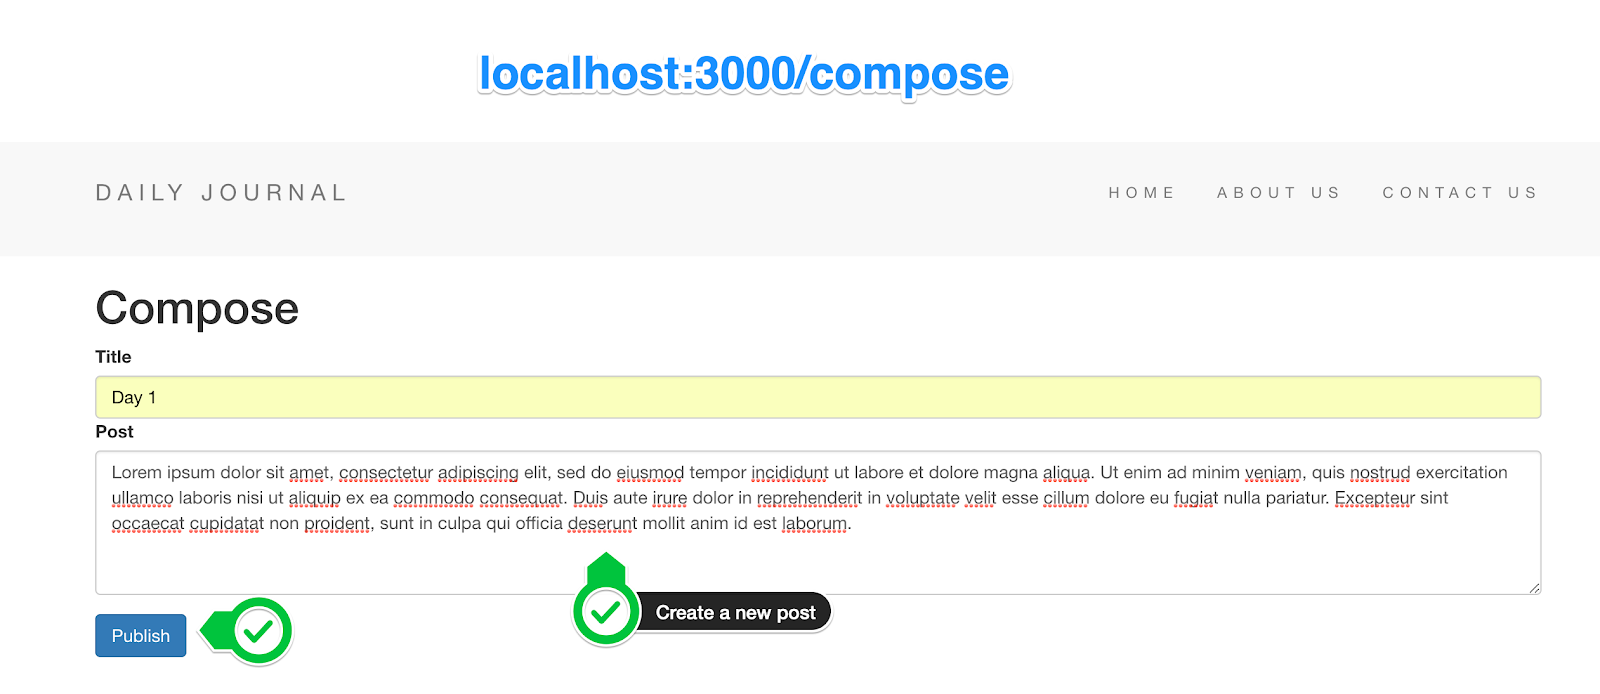 localhost:3000/compose
DAILY JOURNAL
HOME ABOUT US CONTACT US
Compose
Title
Day 1
Post
Lorem ipsum dolor sit amet, consectetur adipiscing elit, sed do eiusmod tempor incididunt ut labore et dolore magna aliqua. Ut enim ad minim veniam, quis nostrud exercitation
ullamco laboris nisi ut aliquip ex ea commodo consequat. Duis aute irure dolor in reprehenderit in voluptate velit esse cillum dolore eu fugiat nulla pariatur. Excepteur sint
occaecat cupidatat non proident, sunt in culpa qui officia deserunt mollit anim id est laborum.
Create a new post
Publish